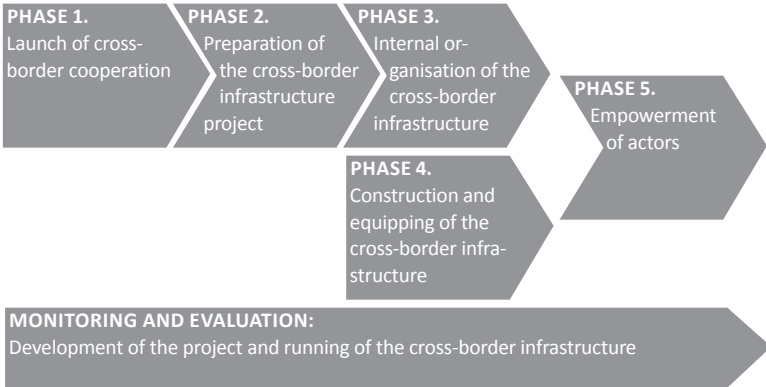 PHASE 1.
Launch of cross-
border cooperation
PHASE 2.
Preparation of
the cross-border
infrastructure
project
PHASE 3.
Internal or-
ganisation of the
cross-border
infrastructure
PHASE 4.
Construction and
equipping of the
cross-border infra-
structure
PHASE 5.
Empowerment
of actors
MONITORING AND EVALUATION:
Development of the project and running of the cross-border infrastructure